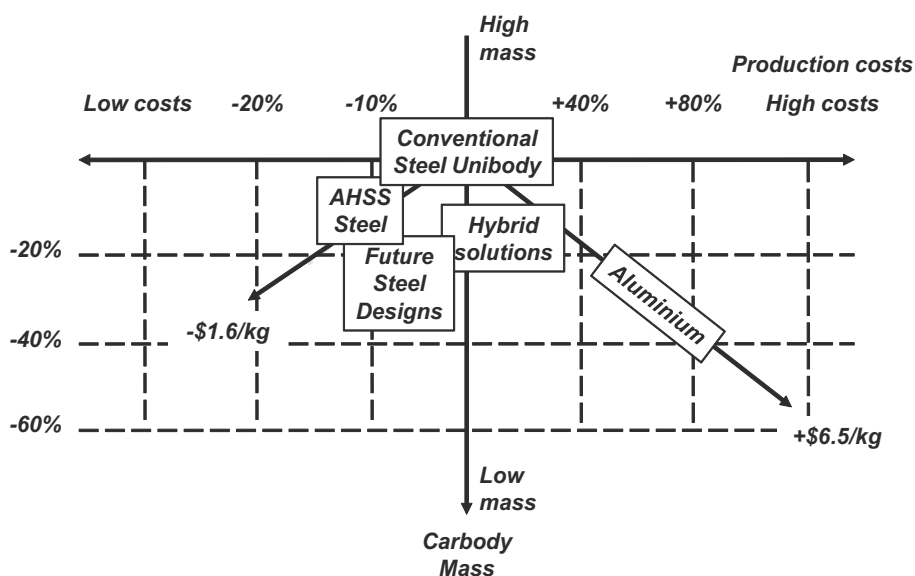 High
mass
Production costs
Low costs -20% -10% +40% +80% High costs
Conventional
Steel Unibody
AHSS
Steel
Hybrid
solutions
-20%
Future
Steel
Designs
Aluminium
-$1.6/kg
-40%
-60%
+$6.5/kg
Low
mass
Carbody
Mass